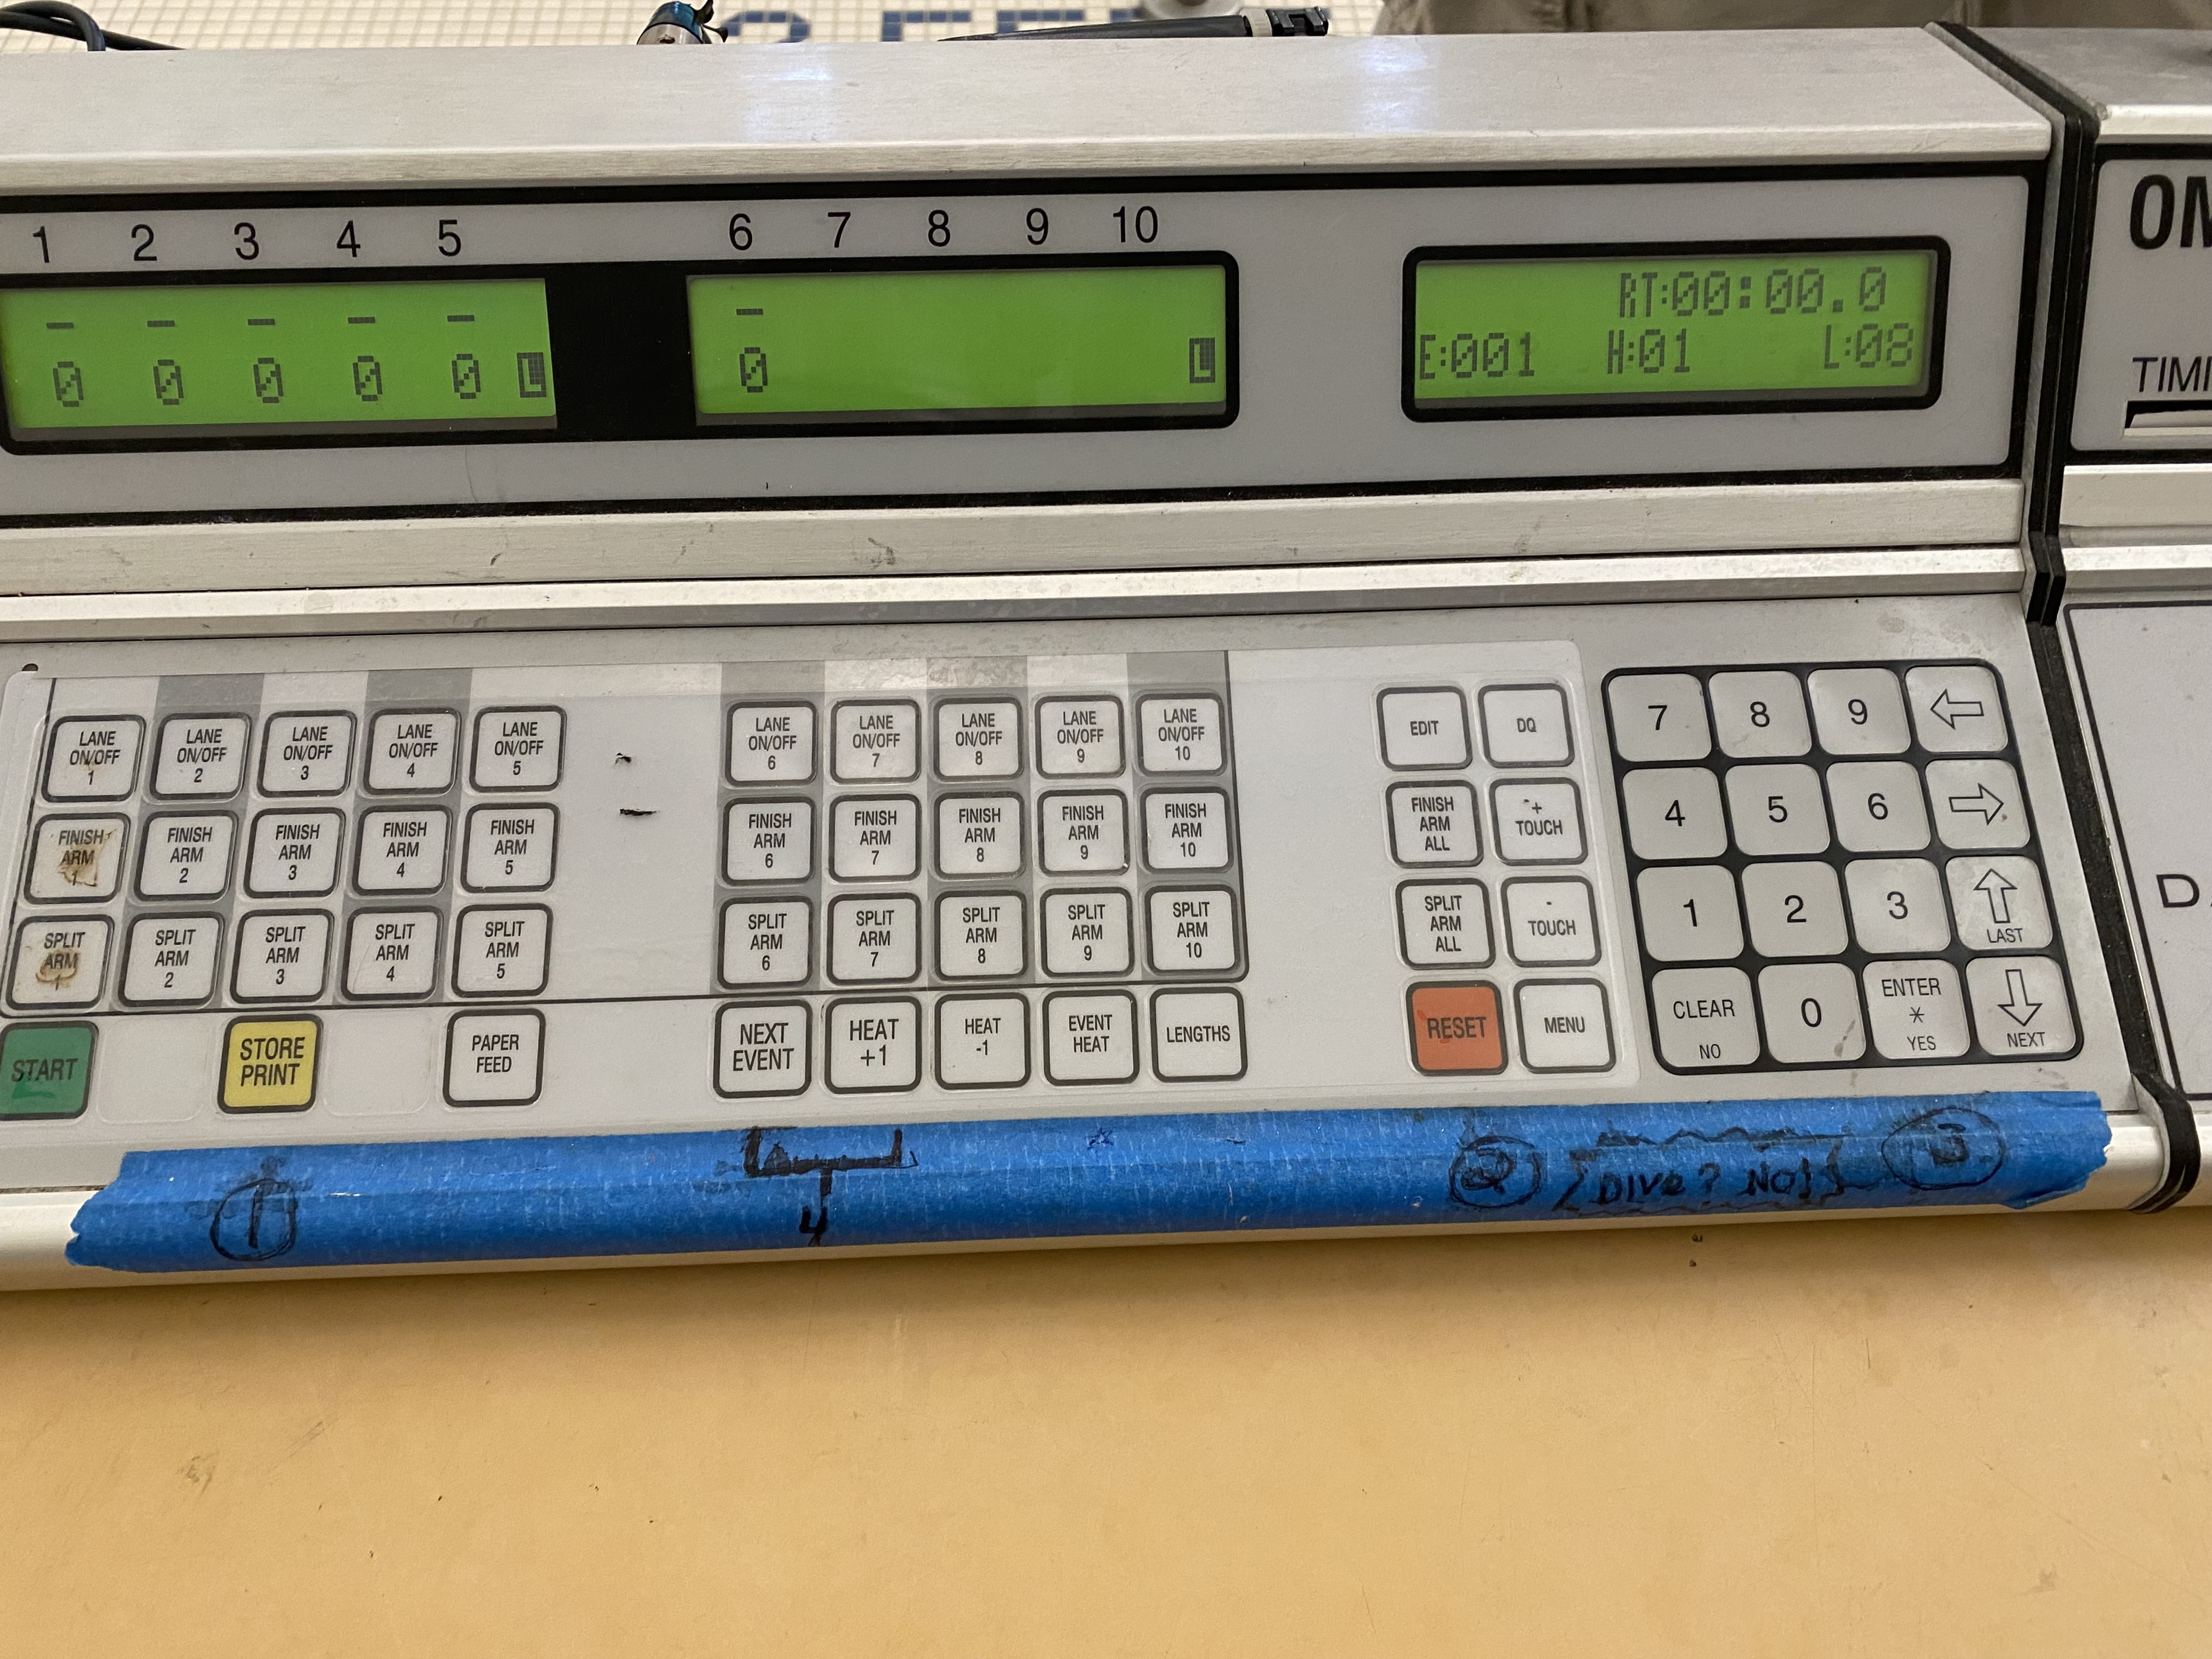 1 2 3 4 5 6 7 8 9 10
OM
TIMI
- - - - - -
RT:00:00.0
0 0 0 0 0 L 0 L
E:001 H:01 L:08
LANE ON/OFF 1
LANE ON/OFF 2
LANE ON/OFF 3
LANE ON/OFF 4
LANE ON/OFF 5
LANE ON/OFF 6
LANE ON/OFF 7
LANE ON/OFF 8
LANE ON/OFF 9
LANE ON/OFF 10
EDIT
DQ
7 8 9
FINISH ARM 1
FINISH ARM 2
FINISH ARM 3
FINISH ARM 4
FINISH ARM 5
FINISH ARM 6
FINISH ARM 7
FINISH ARM 8
FINISH ARM 9
FINISH ARM 10
FINISH ARM ALL
+ TOUCH
4 5 6
SPLIT ARM 1
SPLIT ARM 2
SPLIT ARM 3
SPLIT ARM 4
SPLIT ARM 5
SPLIT ARM 6
SPLIT ARM 7
SPLIT ARM 8
SPLIT ARM 9
SPLIT ARM 10
SPLIT ARM ALL
- TOUCH
1 2 3
LAST
START
STORE PRINT
PAPER FEED
NEXT EVENT
HEAT +1
HEAT -1
EVENT HEAT
LENGTHS
RESET
MENU
CLEAR NO
0
ENTER * YES
NEXT
D
1
4
2
DIVE? NO!
3